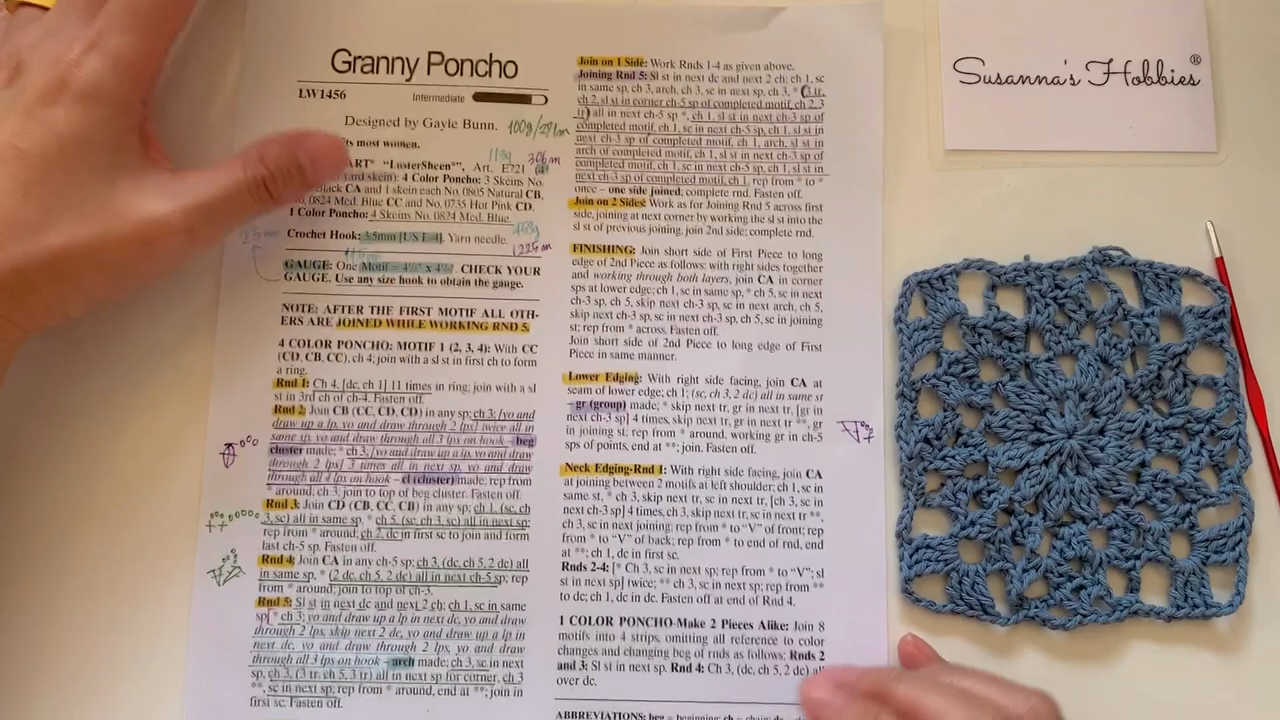 Granny Poncho
LW1456
Intermediate
Designed by Gayle Bunn.
100g/281m
ts most women.
113g
306m
ART® "LusterSheen", Art. E721
yard skein): 4 Color Poncho: 3 Skeins No.
Black CA and 1 skein each No. 0805 Natural CB,
0824 Med. Blue CC and No. 0735 Hot Pink CD.
1 Color Poncho: 4 Skeins No. 0824 Med. Blue.
Crochet Hook: 3.5mm [US E-4]. Yarn needle.
1225m
GAUGE: One Motif = 4½" x 4½". CHECK YOUR
GAUGE. Use any size hook to obtain the gauge.
NOTE: AFTER THE FIRST MOTIF ALL OTH-
ERS ARE JOINED WHILE WORKING RND 5.
4 COLOR PONCHO: MOTIF 1 (2, 3, 4): With CC
(CD, CB, CC), ch 4; join with a sl st in first ch to form
a ring.
Rnd 1: Ch 4, [dc, ch 1] 11 times in ring; join with a sl
st in 3rd ch of ch-4. Fasten off.
Rnd 2: Join CB (CC, CD, CD) in any sp; ch 3; [yo and
draw up a lp, yo and draw through 2 lps] twice all in
same sp, yo and draw through all 3 lps on hook – beg
cluster made; * ch 3; [yo and draw up a lp, yo and draw
through 2 lps] 3 times all in next sp, yo and draw
through all 4 lps on hook – cl (cluster) made; rep from
* around, ch 3; join to top of beg cluster. Fasten off.
Rnd 3: Join CD (CB, CC, CB) in any sp; ch 1, (sc, ch
3, sc) all in same sp, * ch 5, (sc, ch 3, sc) all in next sp;
rep from * around; ch 2, dc in first sc to join and form
last ch-5 sp. Fasten off.
Rnd 4: Join CA in any ch-5 sp; ch 3, (dc, ch 5, 2 dc) all
in same sp, * (2 dc, ch 5, 2 dc) all in next ch-5 sp; rep
from * around; join to top of ch-3.
Rnd 5: Sl st in next dc and next 2 ch; ch 1, sc in same
sp[ * ch 3; yo and draw up a lp, yo and draw through
through 2 lps, skip next 2 dc, yo and draw up a lp in
next dc, yo and draw through 2 lps, yo and draw
through all 3 lps on hook – arch made; ch 3, sc in next
sp, ch 3, (3 tr, ch 5, 3 tr) all in next sp for corner, ch 3
**, sc in next sp; rep from * around, end at **; join in
first sc. Fasten off.
Join on 1 Side: Work Rnds 1-4 as given above.
Joining Rnd 5: Sl st in next dc and next 2 ch; ch 1, sc
in same sp, ch 3, arch, ch 3, sc in next sp, ch 3, * (3 tr,
ch 2, sl st in corner ch-5 sp of completed motif, ch 2, 3
tr) all in next ch-5 sp *, ch 1, sl st in next ch-3 sp of
completed motif, ch 1, sc in next ch-5 sp, ch 1, sl st in
next ch-3 sp of completed motif, ch 1, arch, sl st in
arch of completed motif, ch 1, sl st in next ch-3 sp of
completed motif, ch 1, sc in next ch-5 sp, ch 1, sl st in
next ch-3 sp of completed motif, ch 1, rep from * to *
once – one side joined; complete rnd. Fasten off.
Join on 2 Sides: Work as for Joining Rnd 5 across first
side, joining at next corner by working the sl st into the
sl st of previous joining, join 2nd side; complete rnd.
FINISHING: Join short side of First Piece to long
edge of 2nd Piece as follows: with right sides together
and working through both layers, join CA in corner
sps at lower edge; ch 1, sc in same sp, * ch 5, sc in next
ch-3 sp, ch 5, skip next ch-3 sp, sc in next arch, ch 5,
skip next ch-3 sp, sc in next ch-3 sp, ch 5, sc in joining
st; rep from * across. Fasten off.
Join short side of 2nd Piece to long edge of First
Piece in same manner.
Lower Edging: With right side facing, join CA at
seam of lower edge; ch 1; (sc, ch 3, 2 dc) all in same st
– gr (group) made; * skip next tr, gr in next tr, [gr in
next ch-3 sp] 4 times, skip next tr, gr in next tr **, gr
in joining st; rep from * around, working gr in ch-5
sps of points, end at **; join. Fasten off.
Neck Edging-Rnd 1: With right side facing, join CA
at joining between 2 motifs at left shoulder; ch 1, sc in
same st, * ch 3, skip next tr, sc in next tr, [ch 3, sc in
next ch-3 sp] 4 times, ch 3, skip next tr, sc in next tr **,
ch 3, sc in next joining; rep from * to "V" of front; rep
from * to "V" of back; rep from * to end of rnd, end
at **; ch 1, dc in first sc.
Rnds 2-4: [* Ch 3, sc in next sp, rep from * to "V"; sl
st in next sp] twice; ** ch 3, sc in next sp; rep from **
to dc; ch 1, dc in dc. Fasten off at end of Rnd 4.
1 COLOR PONCHO-Make 2 Pieces Alike: Join 8
motifs into 4 strips, omitting all reference to color
changes and changing beg of rnds as follows: Rnds 2
and 3: Sl st in next sp. Rnd 4: Ch 3, (dc, ch 5, 2 dc) all
over dc.
ABBREVIATIONS: beg = beginning; ch = chain; dc
Susanna's Hobbies®